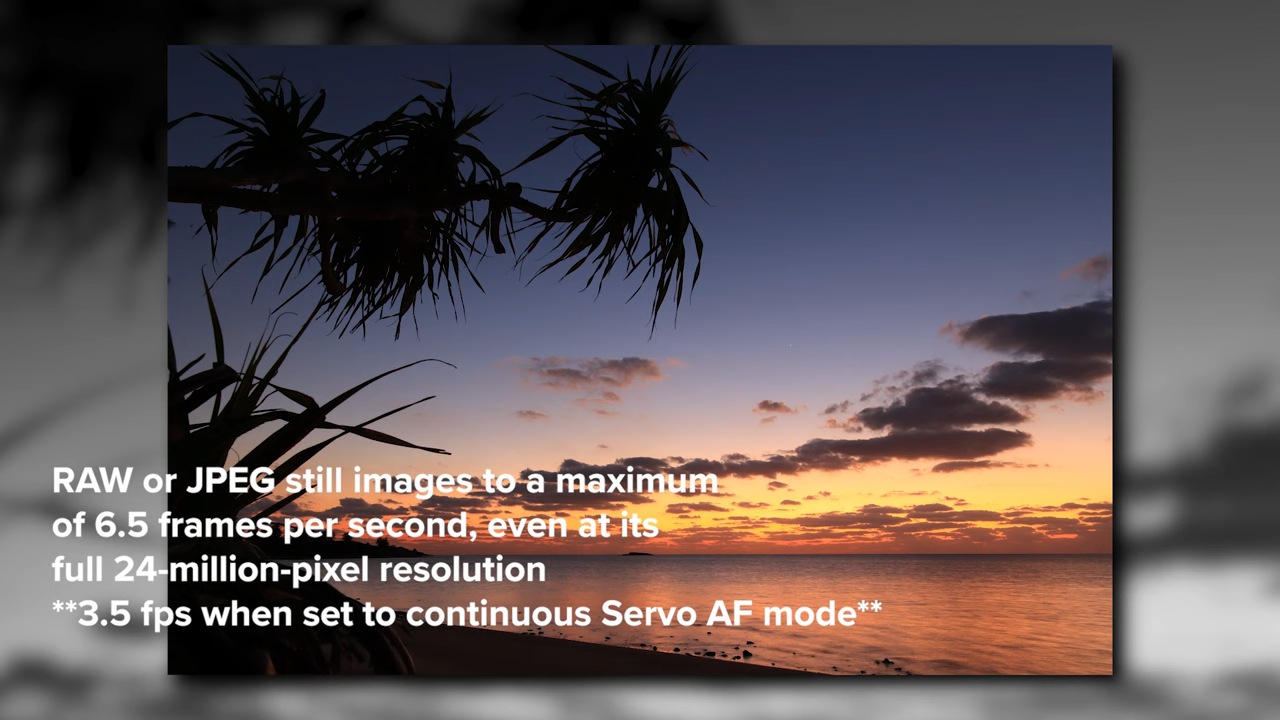 RAW or JPEG still images to a maximum
of 6.5 frames per second, even at its
full 24-million-pixel resolution
**3.5 fps when set to continuous Servo AF mode**